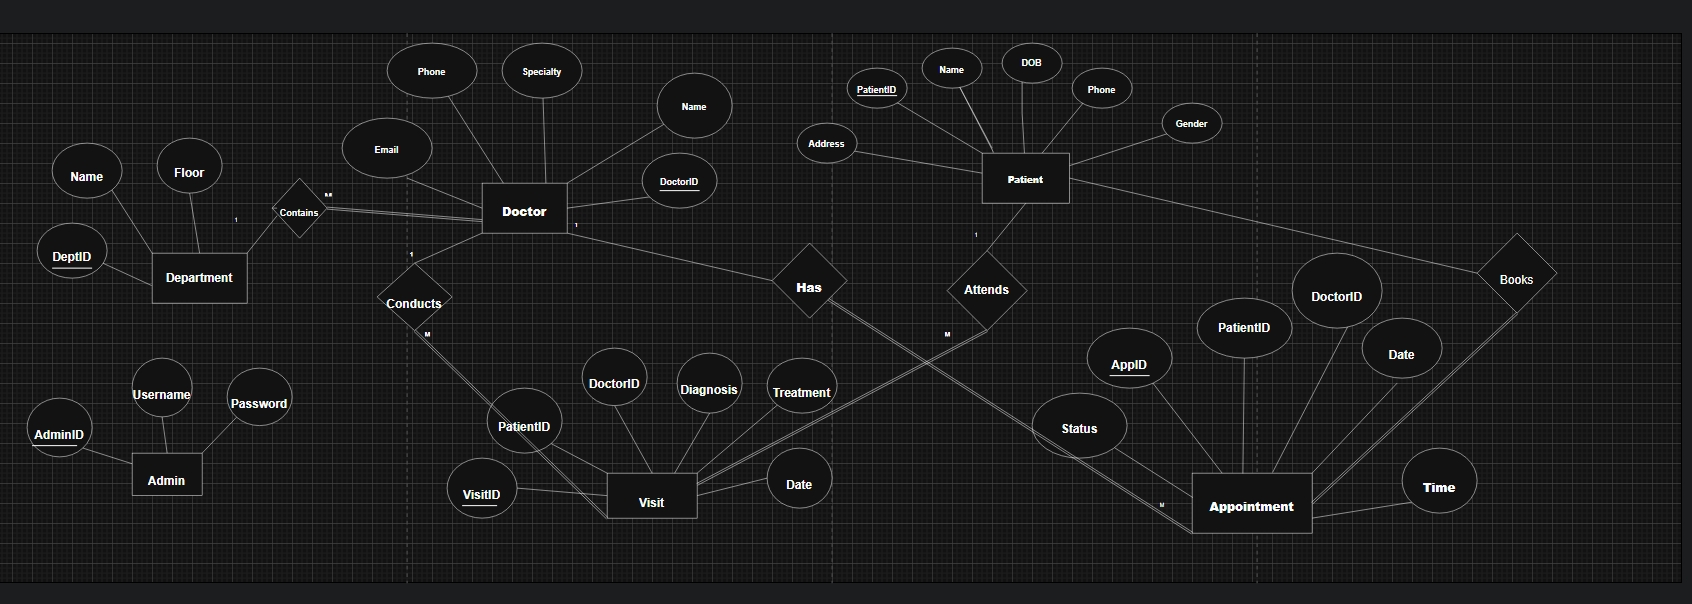 Phone
Specialty
Name
Email
DoctorID
Doctor
Name
Floor
DeptID
Department
1
Contains
M
1
Conducts
M
1
Has
M
PatientID
Name
DOB
Phone
Gender
Address
Patient
1
Attends
M
Books
Username
Password
AdminID
Admin
PatientID
DoctorID
Diagnosis
Treatment
VisitID
Date
Visit
Status
AppID
PatientID
DoctorID
Date
Time
Appointment